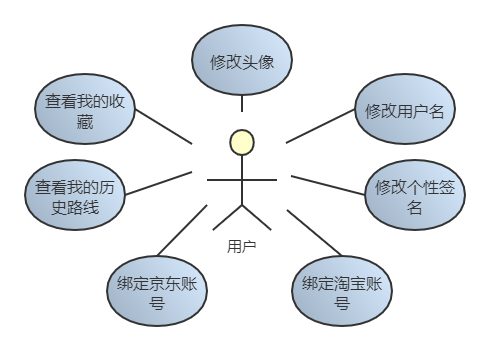 修改头像
查看我的收
藏
修改用户名
查看我的历
史路线
修改个性签
名
用户
绑定京东账
号
绑定淘宝账
号